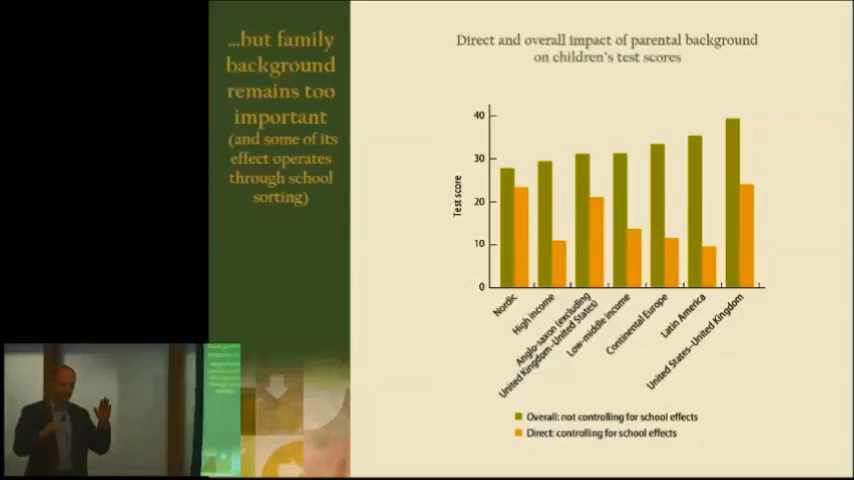 ...but family
background
remains too
important
(and some of its
effect operates
through school
sorting)
Direct and overall impact of parental background
on children's test scores
Test score
40
30
20
10
0
Nordic
High income
Anglo-saxon (excluding
United Kingdom–United States)
Low-middle income
Continental Europe
Latin America
United States–United Kingdom
Overall: not controlling for school effects
Direct: controlling for school effects